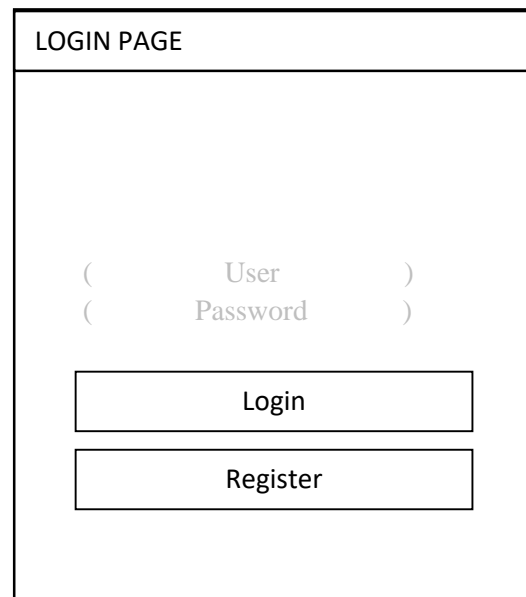 LOGIN PAGE
( User )
( Password )
Login
Register